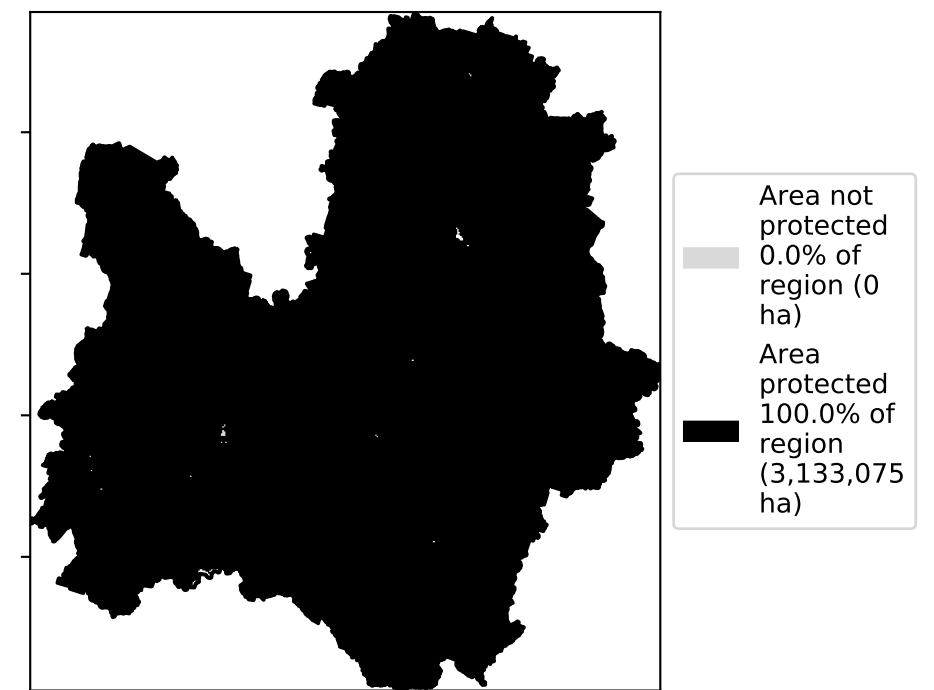 Area not
protected
0.0% of
region (0
ha)
Area
protected
100.0% of
region
(3,133,075
ha)